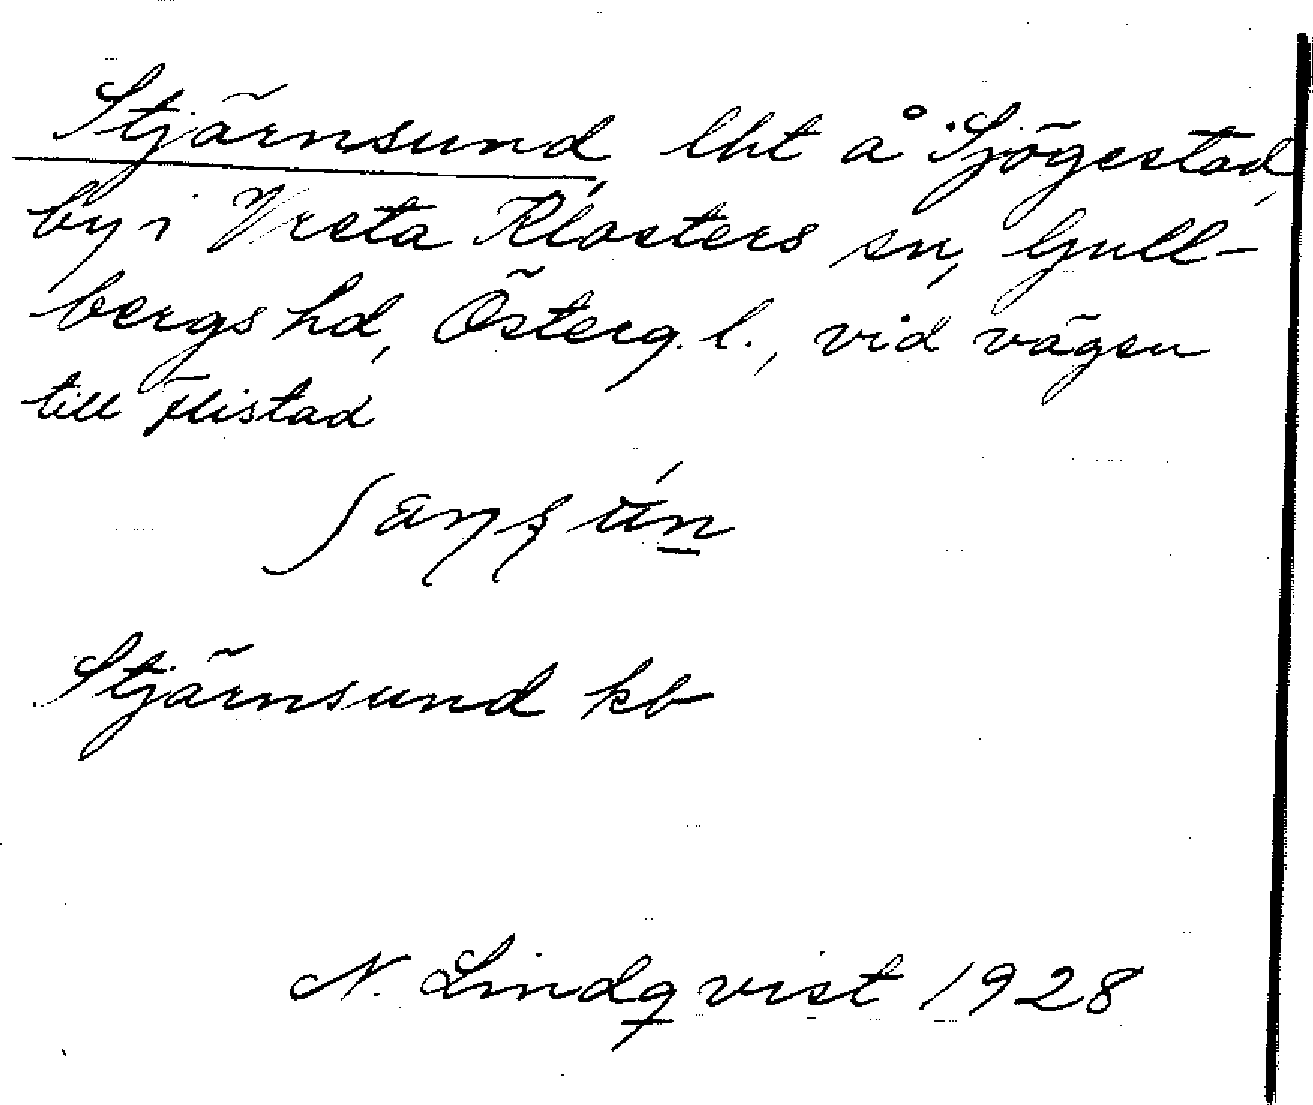 Stjärnsund, lht å Sjögestad,
by i Vreta Klosters sn, Gull-
bergs hd, Österg. l., vid vägen
till Flistad
Stjärnsund kb
N. Lindqvist 1928